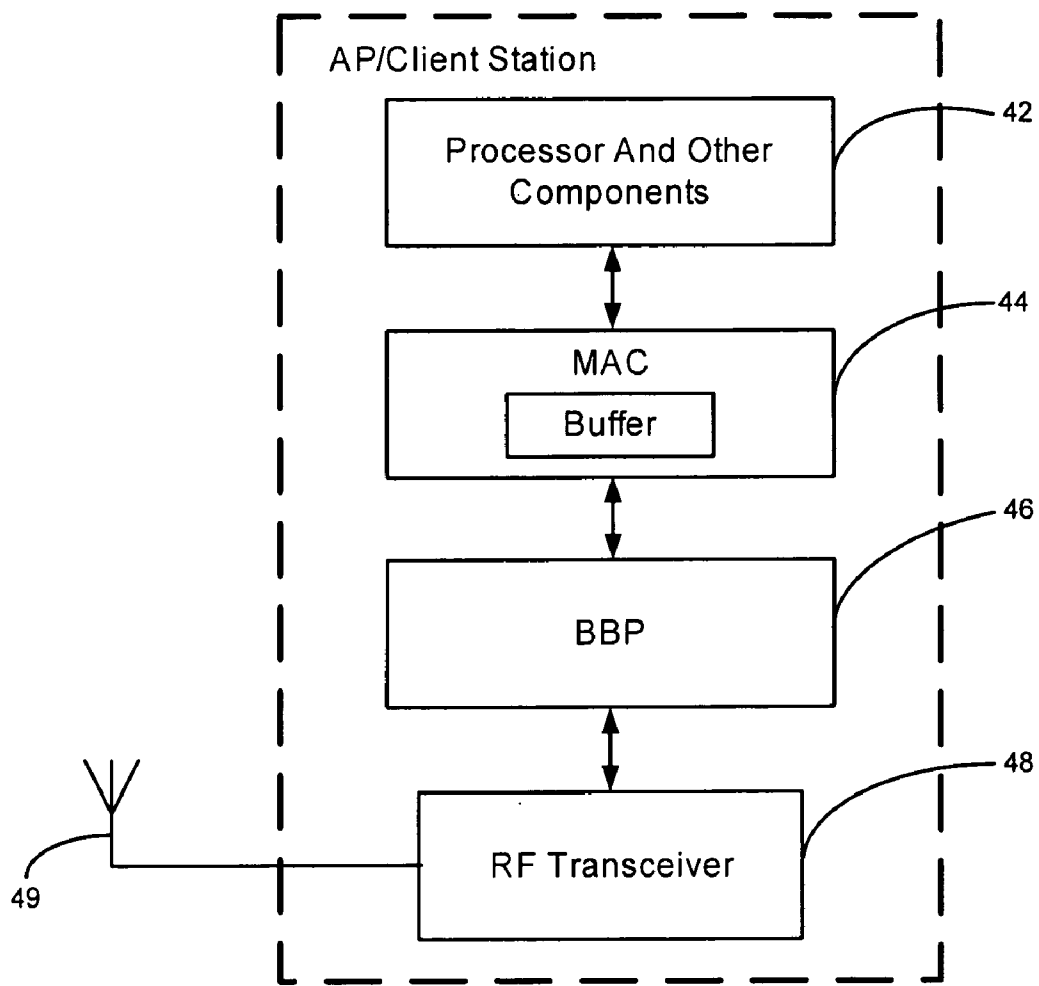 AP/Client Station
Processor And Other
Components
42
MAC
44
Buffer
BBP
46
RF Transceiver
48
49